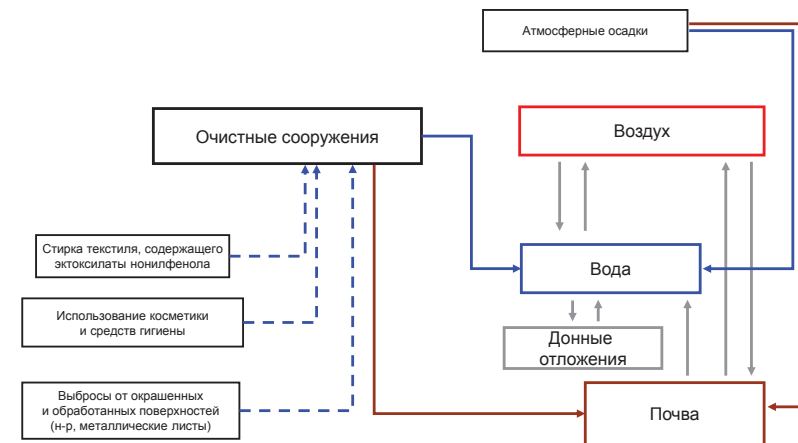 Атмосферные осадки
Очистные сооружения
Воздух
Стирка текстиля, содержащего
эктоксилаты нонилфенола
Вода
Использование косметики
и средств гигиены
Донные
отложения
Выбросы от окрашенных
и обработанных поверхностей
(н-р, металлические листы)
Почва